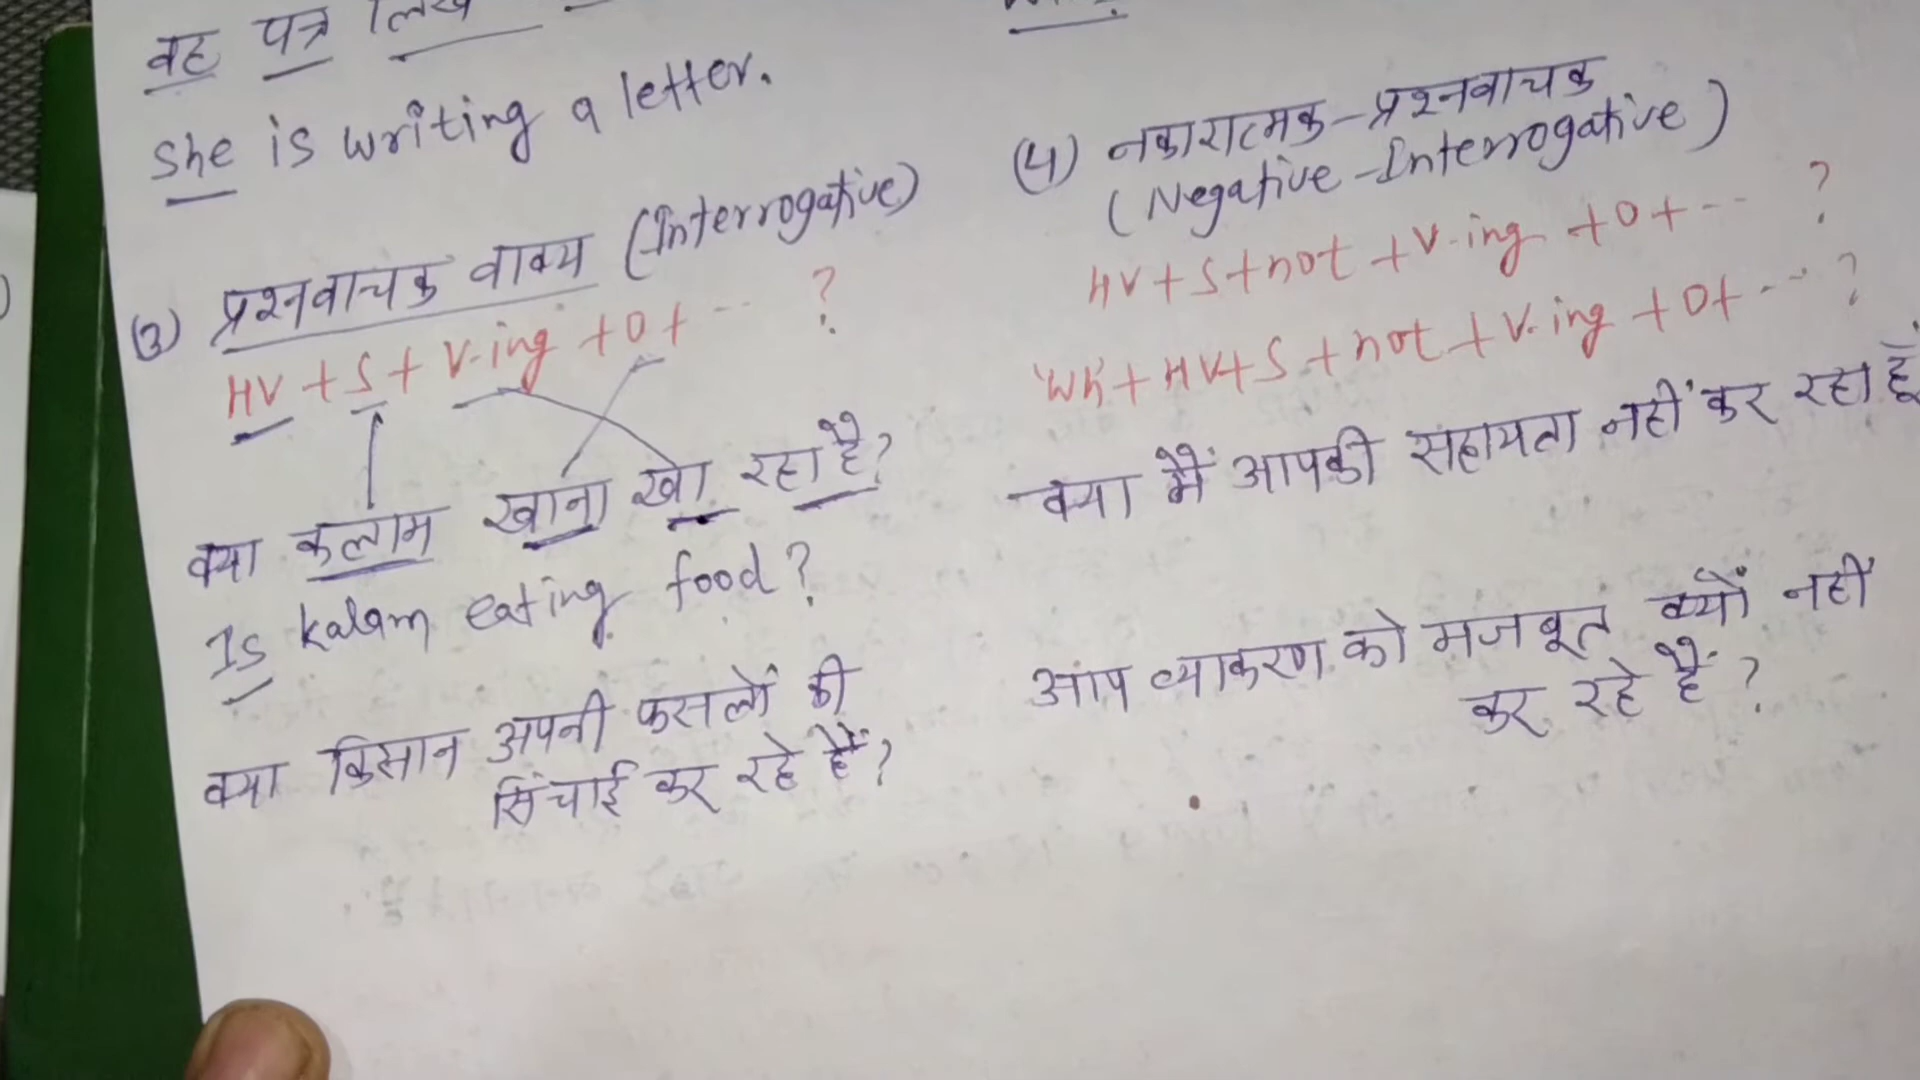 वह पत्र लिख
She is writing a letter.
(3) प्रश्नवाचक वाक्य (Interrogative)
HV + S + V-ing + O + --- ?
क्या कलाम खाना खा रहा है?
Is kalam eating food?
क्या किसान अपनी फसलों की
सिंचाई कर रहे हैं?
(4) नकारात्मक-प्रश्नवाचक
(Negative-Interrogative)
HV + S + not + V-ing + O + --- ?
'Wh' + HV + S + not + V-ing + O + --- ?
क्या मैं आपकी सहायता नहीं कर रहा हूँ
आप व्याकरण को मजबूत क्यों नहीं
कर रहे हैं?